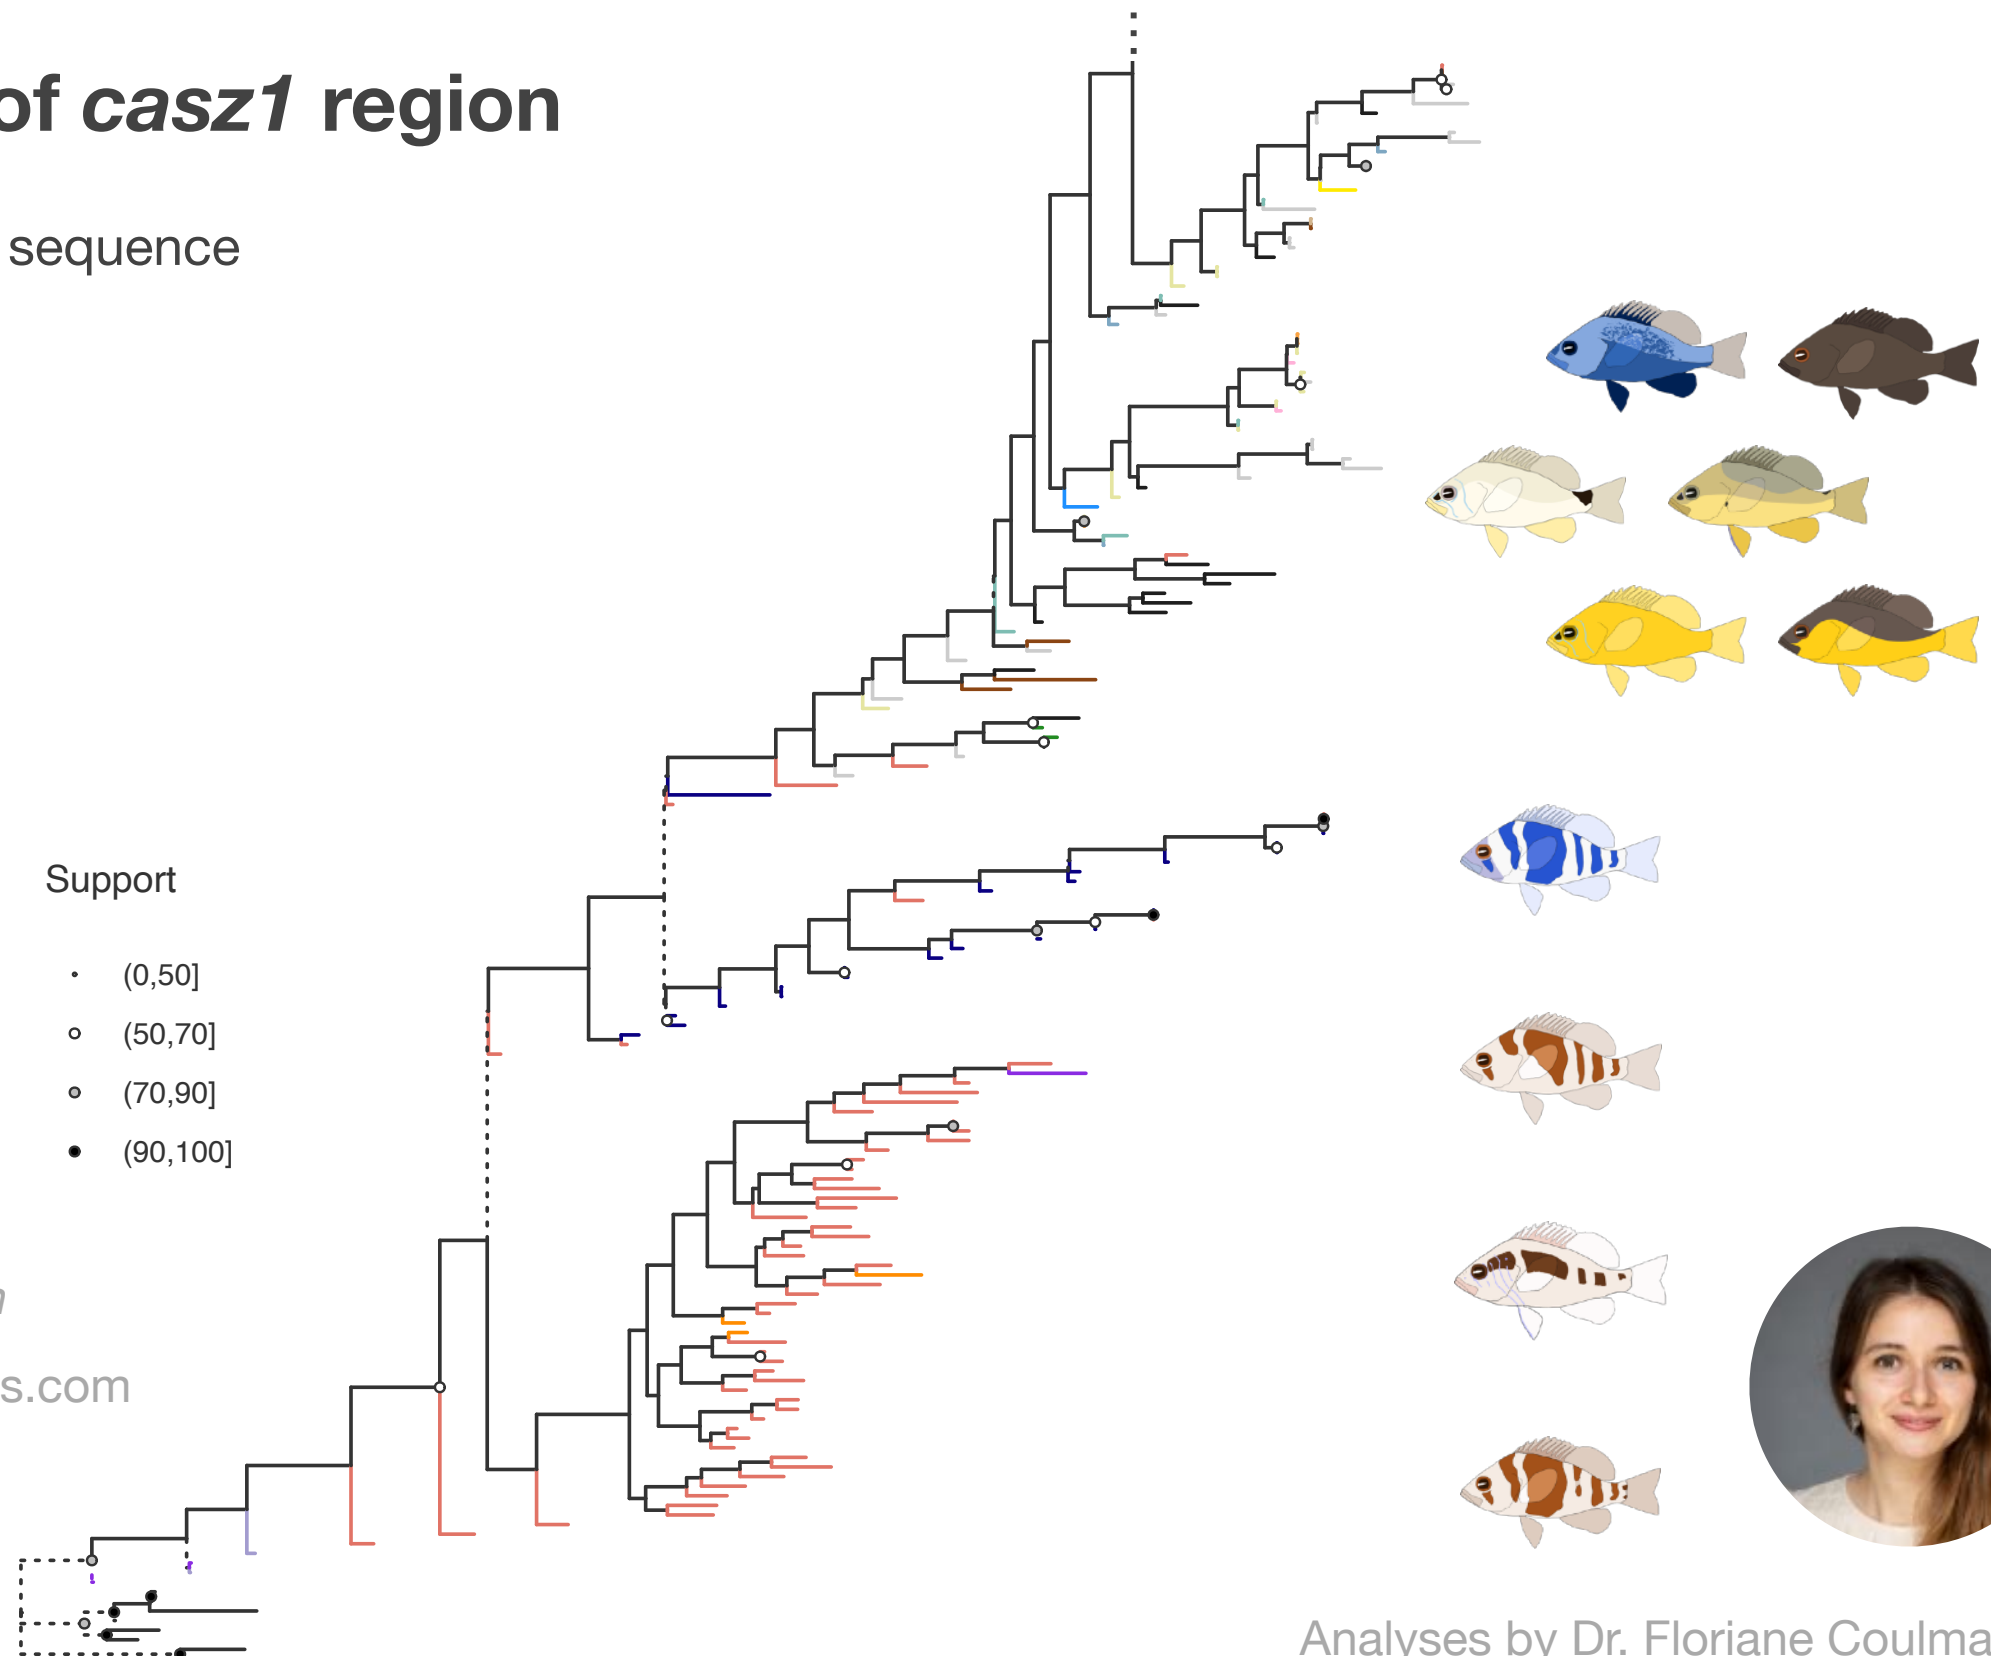 of casz1 region
sequence
Support
(0,50]
(50,70]
(70,90]
(90,100]
s.com
Analyses by Dr. Floriane Coulma